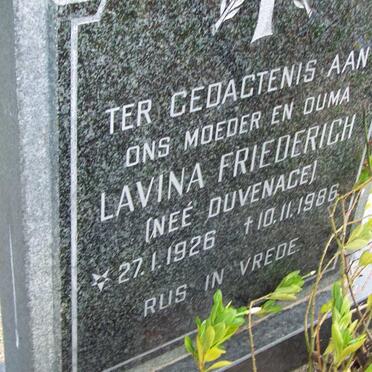 TER GEDACTENIS AAN
ONS MOEDER EN OUMA
LAVINA FRIEDERICH
(NEÉ DUVENAGE)
27.1.1926 †10.11.1986
RUS IN VREDE